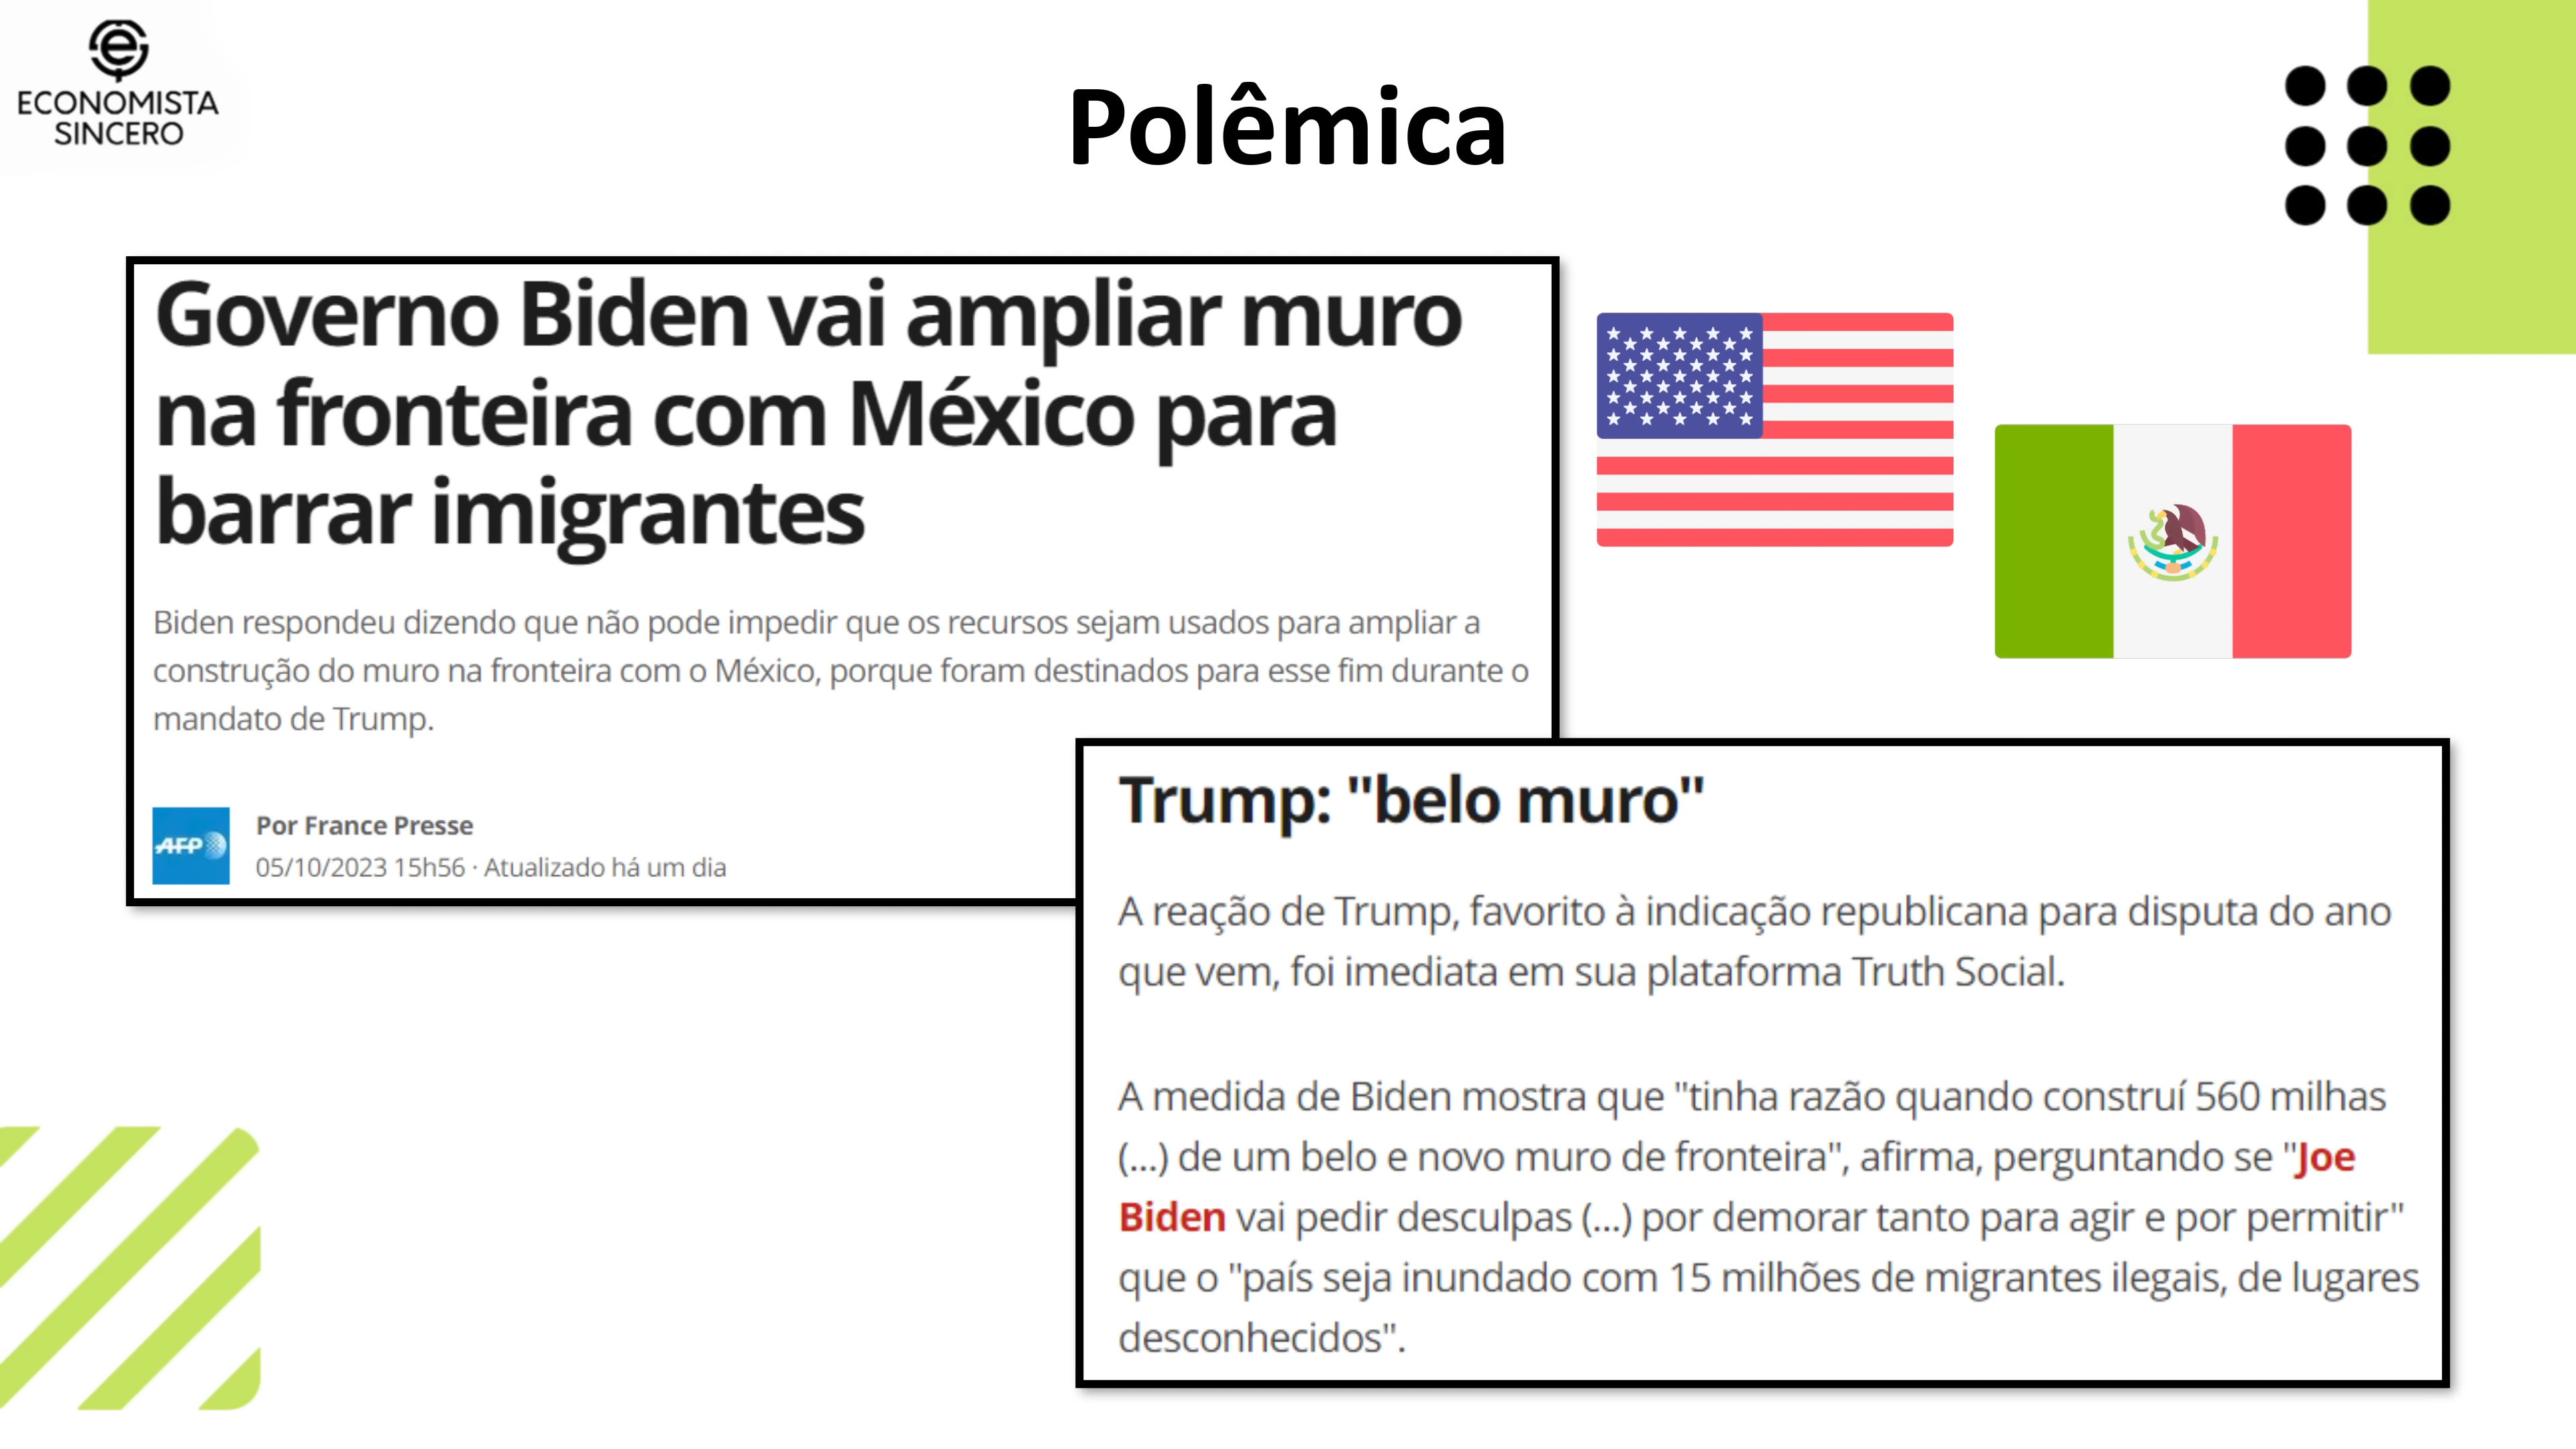 ECONOMISTA
SINCERO
Polêmica
Governo Biden vai ampliar muro
na fronteira com México para
barrar imigrantes
Biden respondeu dizendo que não pode impedir que os recursos sejam usados para ampliar a
construção do muro na fronteira com o México, porque foram destinados para esse fim durante o
mandato de Trump.
AFP
Por France Presse
05/10/2023 15h56 · Atualizado há um dia
Trump: "belo muro"
A reação de Trump, favorito à indicação republicana para disputa do ano
que vem, foi imediata em sua plataforma Truth Social.
A medida de Biden mostra que "tinha razão quando construí 560 milhas
(...) de um belo e novo muro de fronteira", afirma, perguntando se "Joe
Biden vai pedir desculpas (...) por demorar tanto para agir e por permitir"
que o "país seja inundado com 15 milhões de migrantes ilegais, de lugares
desconhecidos".